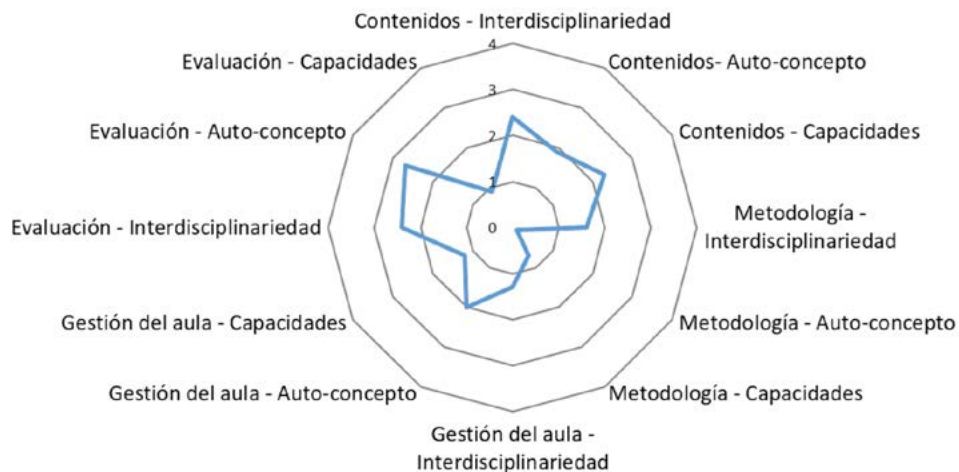 Contenidos - Interdisciplinariedad
Contenidos- Auto-concepto
Contenidos - Capacidades
Metodología -
Interdisciplinariedad
Metodología - Auto-concepto
Metodología - Capacidades
Gestión del aula -
Interdisciplinariedad
Gestión del aula - Auto-concepto
Gestión del aula - Capacidades
Evaluación - Interdisciplinariedad
Evaluación - Auto-concepto
Evaluación - Capacidades
4
3
2
1
0